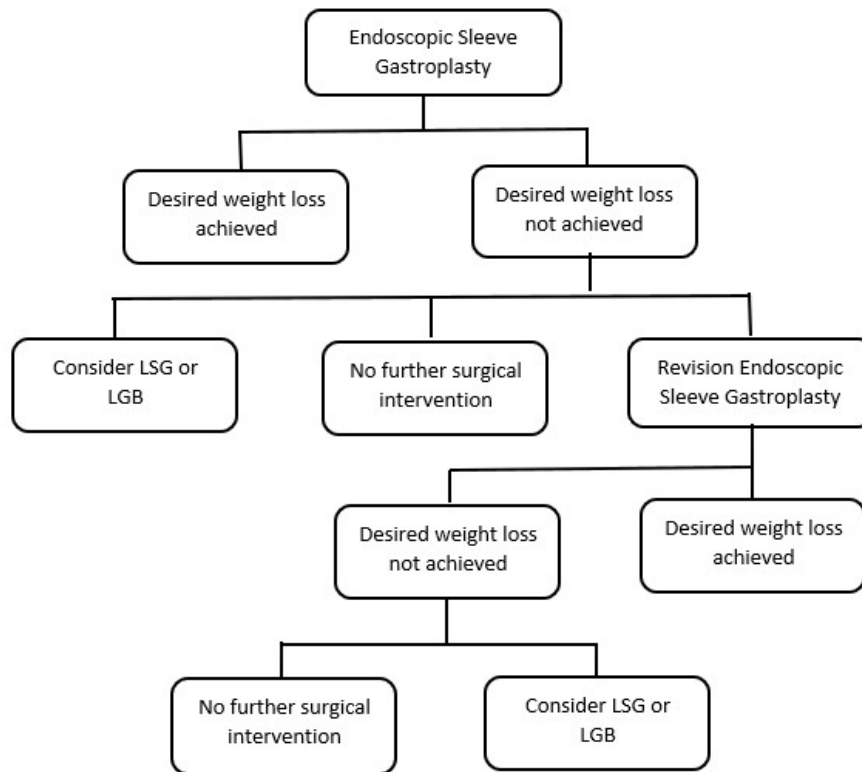 Endoscopic Sleeve
Gastroplasty
Desired weight loss
achieved
Desired weight loss
not achieved
Consider LSG or
LGB
No further surgical
intervention
Revision Endoscopic
Sleeve Gastroplasty
Desired weight loss
not achieved
Desired weight loss
achieved
No further surgical
intervention
Consider LSG or
LGB